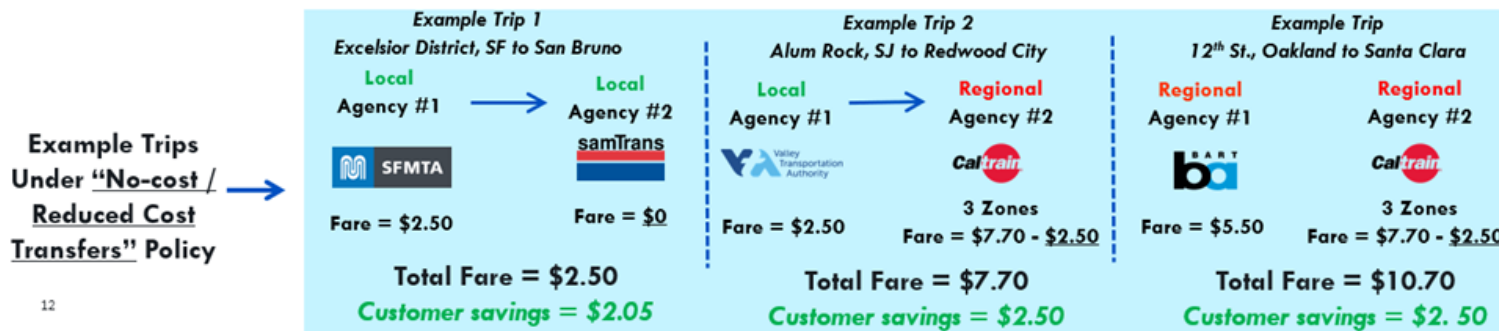 Example Trips
Under “No-cost /
Reduced Cost
Transfers” Policy
12
Example Trip 1
Excelsior District, SF to San Bruno
Local
Agency #1
SFMTA
Fare = $2.50
Local
Agency #2
samTrans
Fare = $0
Total Fare = $2.50
Customer savings = $2.05
Example Trip 2
Alum Rock, SJ to Redwood City
Local
Agency #1
VTA
Valley
Transportation
Authority
Fare = $2.50
Regional
Agency #2
Caltrain
3 Zones
Fare = $7.70 - $2.50
Total Fare = $7.70
Customer savings = $2.50
Example Trip
12th St., Oakland to Santa Clara
Regional
Agency #1
BART
ba
Fare = $5.50
Regional
Agency #2
Caltrain
3 Zones
Fare = $7.70 - $2.50
Total Fare = $10.70
Customer savings = $2. 50